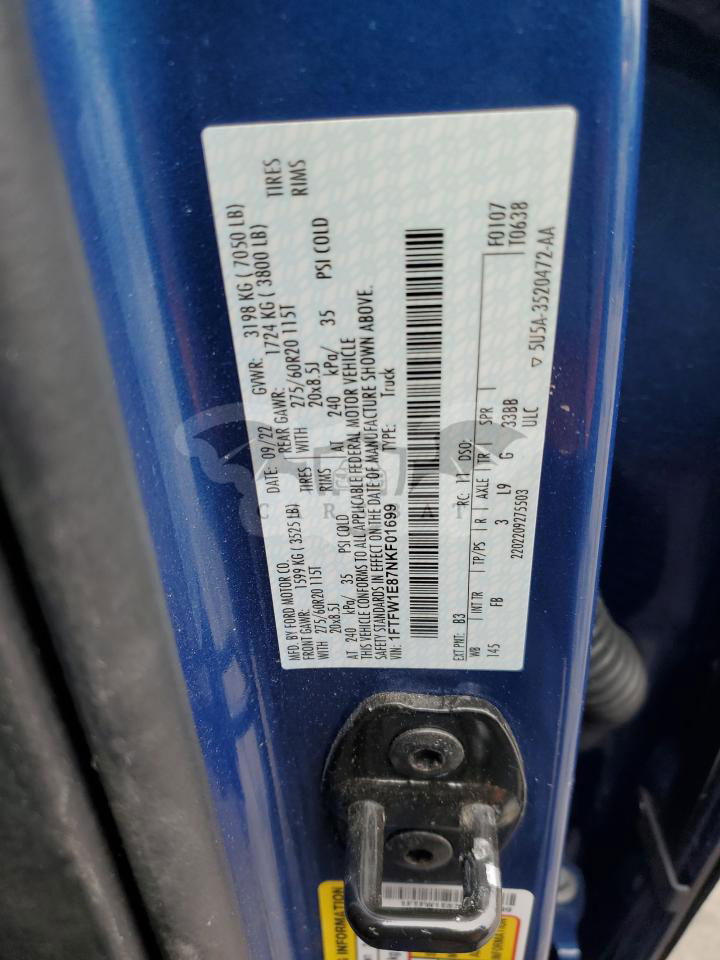 MFD. BY FORD MOTOR CO. DATE: 09/22 GVWR: 3198 KG ( 7050 LB)
FRONT GAWR: 1599 KG ( 3525 LB) REAR GAWR: 1724 KG ( 3800 LB)
WITH 275/60R20 115T TIRES WITH 275/60R20 115T TIRES
20x8.5J RIMS 20x8.5J RIMS
AT 240 kPa/ 35 PSI COLD AT 240 kPa/ 35 PSI COLD
THIS VEHICLE CONFORMS TO ALL APPLICABLE FEDERAL MOTOR VEHICLE
SAFETY STANDARDS IN EFFECT ON THE DATE OF MANUFACTURE SHOWN ABOVE.
VIN: 1FTFW1E87NKF01699 TYPE: Truck
EXT PNT: B3 RC: 11 DSO: F0107
WB INT TR TP/PS R AXLE TR SPR T0638
145 FB 3 L9 G 33BB
2202209275503 ULC ▽ 5U5A-3520472-AA
INFORMATION